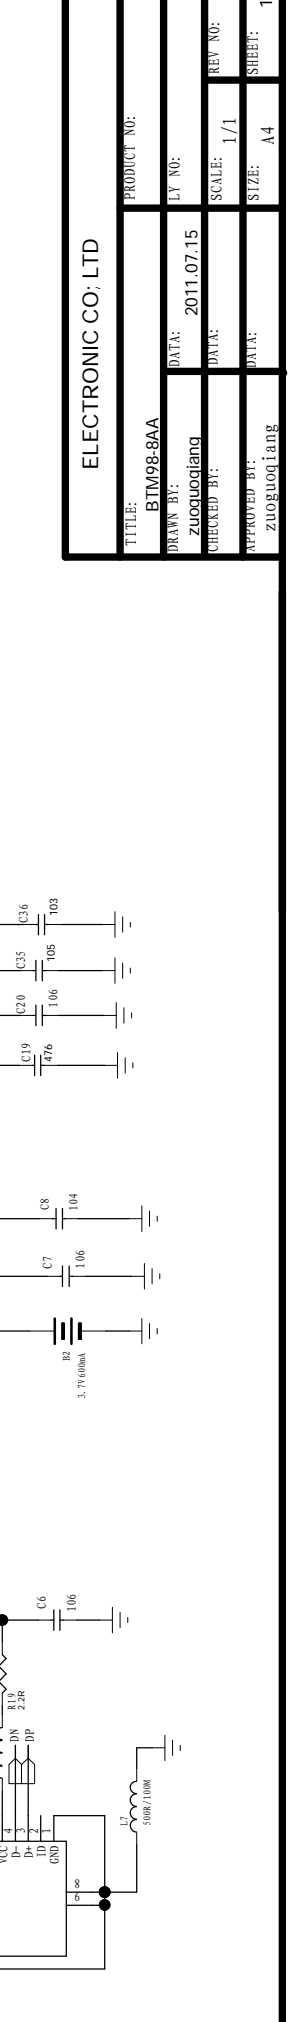 ELECTRONIC CO; LTD
TITLE:
BTM98-8AA
PRODUCT NO:
DRAWN BY:
zuoguoqiang
DATA:
2011.07.15
LY NO:
CHECKED BY:
DATA:
SCALE:
1/1
REV NO:
APPROVED BY:
zuoguoqiang
DATA:
SIZE:
A4
SHEET:
1
C36
103
C35
105
C20
106
C19
476
C8
104
C7
106
B2
3.7V600mA
C6
106
R19
2.2R
DN
DP
VCC
4
D-
3
D+
2
ID
1
GND
8
6
L7
500R/100M